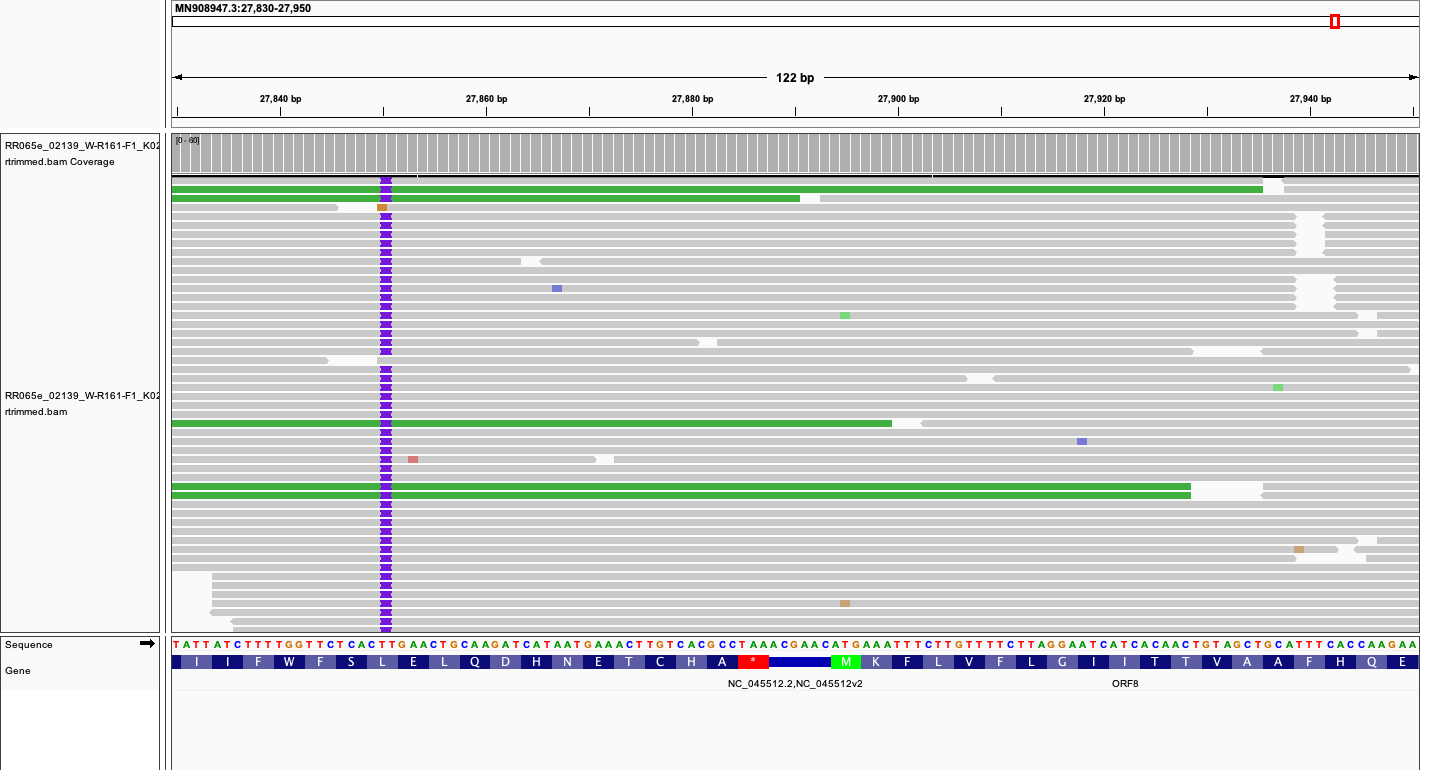 MN908947.3:27,830-27,950
122 bp
27,840 bp 27,860 bp 27,880 bp 27,900 bp 27,920 bp 27,940 bp
RR065e_02139_W-R161-F1_K02
rtrimmed.bam Coverage
[0 - 60]
RR065e_02139_W-R161-F1_K02
rtrimmed.bam
Sequence
TATTATCTTTTGGTTCTCACTTGAACTGCAAGATCATAATGAAACTTGTCACGCCTAAACGAACATGAAATTTCTTGTTTTCTTAGGAATCATCACAACTGTAGCTGCATTTCACCAAGAA
Gene
I I F W F S L E L Q D H N E T C H A * M K F L V F L G I I T T V A A F H Q E
NC_045512.2,NC_045512v2 ORF8